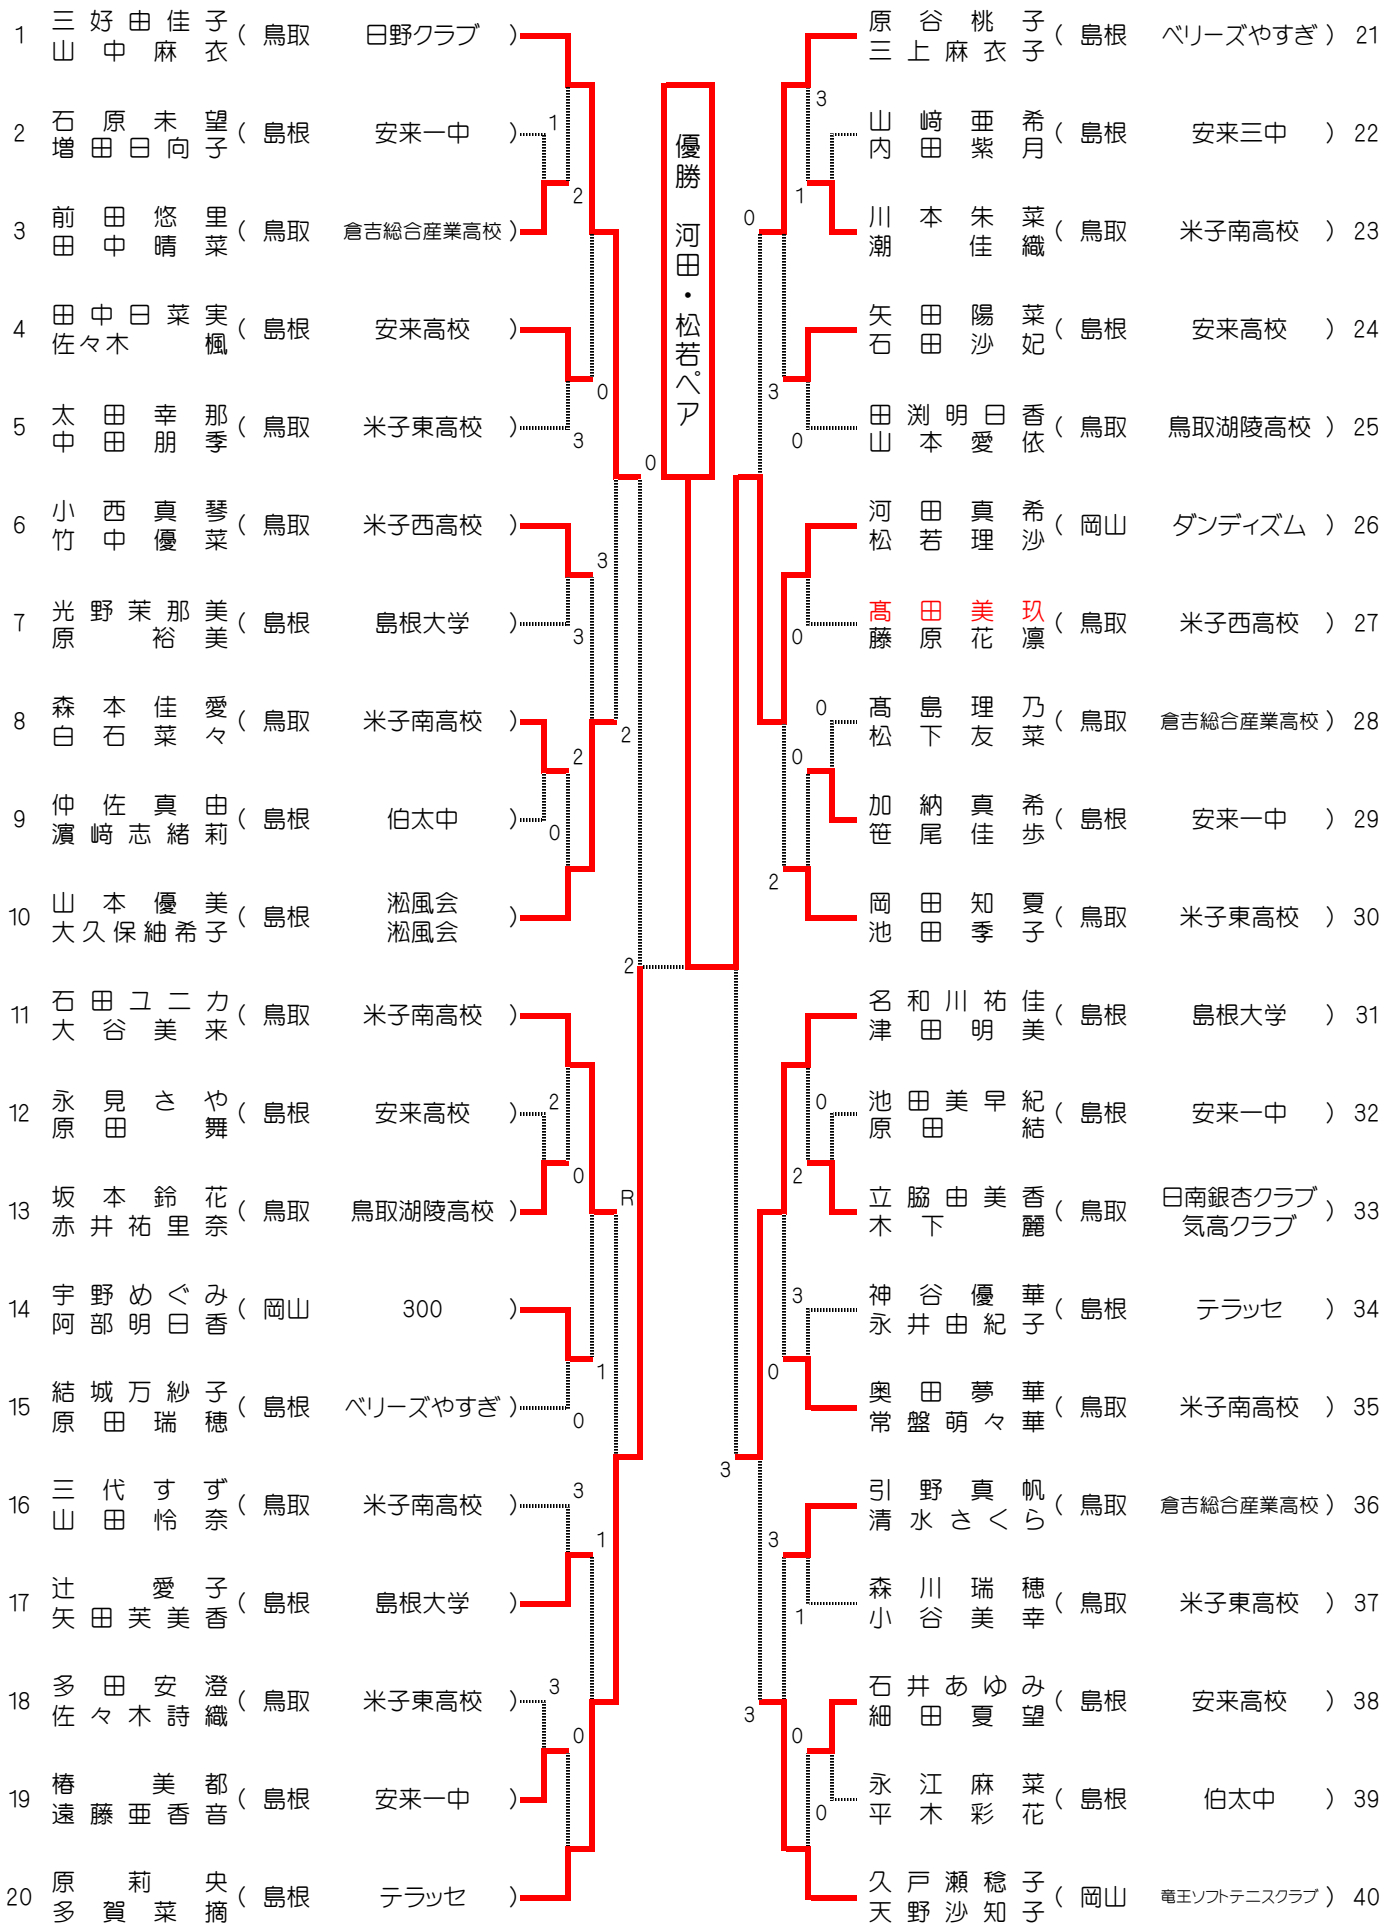 1 三好由佳子 山中麻衣 ( 鳥取 日野クラブ )
2 石原未望 増田日向子 ( 島根 安来一中 )
3 前田悠里 田中晴菜 ( 鳥取 倉吉総合産業高校 )
4 田中日菜実 佐々木楓 ( 島根 安来高校 )
5 太田幸那 中田朋季 ( 鳥取 米子東高校 )
6 小西真琴 竹中優菜 ( 鳥取 米子西高校 )
7 光野茉那美 原裕美 ( 島根 島根大学 )
8 森本佳愛 白石菜々 ( 鳥取 米子南高校 )
9 仲佐真由 濵﨑志緒莉 ( 島根 伯太中 )
10 山本優美 大久保紬希子 ( 島根 淞風会 淞風会 )
11 石田ユニカ 大谷美来 ( 鳥取 米子南高校 )
12 永見さや 原田舞 ( 島根 安来高校 )
13 坂本鈴花 赤井祐里奈 ( 鳥取 鳥取湖陵高校 )
14 宇野めぐみ 阿部明日香 ( 岡山 300 )
15 結城万紗子 原田瑞穂 ( 島根 ベリーズやすぎ )
16 三代すず 山田怜奈 ( 鳥取 米子南高校 )
17 辻愛子 矢田芙美香 ( 島根 島根大学 )
18 多田安澄 佐々木詩織 ( 鳥取 米子東高校 )
19 椿美都 遠藤亜香音 ( 島根 安来一中 )
20 原莉央 多賀菜摘 ( 島根 テラッセ )
1
2
0
3
0
3
3
2
0
2
2
2
0
R
1
0
3
1
3
0
優勝 河田・松若ペア
0
3
1
3
0
0
0
0
2
0
2
3
0
3
3
1
3
0
0
原谷桃子 三上麻衣子 ( 島根 ベリーズやすぎ ) 21
山﨑亜希 内田紫月 ( 島根 安来三中 ) 22
川本朱菜 潮佳織 ( 鳥取 米子南高校 ) 23
矢田陽菜 石田沙妃 ( 島根 安来高校 ) 24
田渕明日香 山本愛依 ( 鳥取 鳥取湖陵高校 ) 25
河田真希 松若理沙 ( 岡山 ダンディズム ) 26
髙田美玖 藤原花凛 ( 鳥取 米子西高校 ) 27
髙島理乃 松下友菜 ( 鳥取 倉吉総合産業高校 ) 28
加納真希 笹尾佳歩 ( 島根 安来一中 ) 29
岡田知夏 池田季子 ( 鳥取 米子東高校 ) 30
名和川祐佳 津田明美 ( 島根 島根大学 ) 31
池田美早紀 原田結 ( 島根 安来一中 ) 32
立脇由美香 木下麗 ( 鳥取 日南銀杏クラブ 気高クラブ ) 33
神谷優華 永井由紀子 ( 島根 テラッセ ) 34
奥田夢華 常盤萌々華 ( 鳥取 米子南高校 ) 35
引野真帆 清水さくら ( 鳥取 倉吉総合産業高校 ) 36
森川瑞穂 小谷美幸 ( 鳥取 米子東高校 ) 37
石井あゆみ 細田夏望 ( 島根 安来高校 ) 38
永江麻菜 平木彩花 ( 島根 伯太中 ) 39
久戸瀬稔子 天野沙知子 ( 岡山 竜王ソフトテニスクラブ ) 40